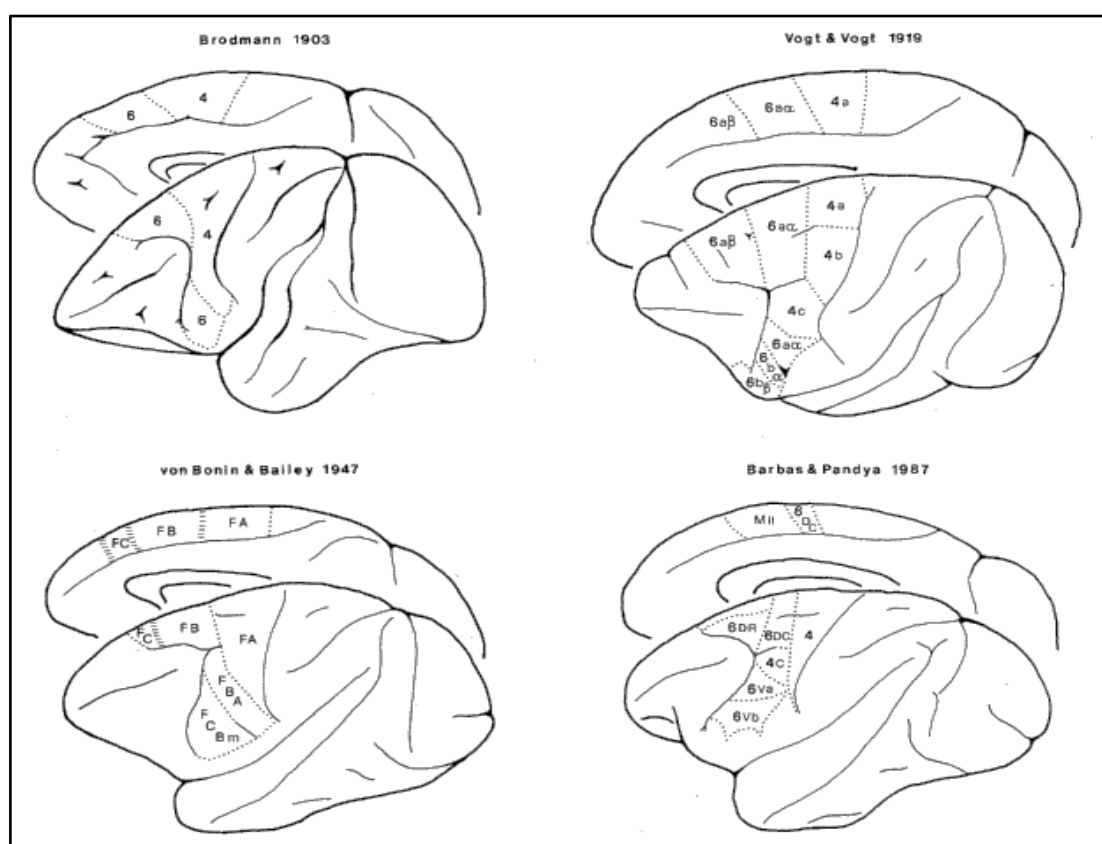 Brodmann 1903
Vogt & Vogt 1919
6
4
6
4
6
6aβ
6aα
4a
6aβ
6aα
4a
4b
4c
6aα
6bα
6bβ
von Bonin & Bailey 1947
Barbas & Pandya 1987
FC
FB
FA
FC
FB
FA
FBA
FCBm
MII
6DC
6DR
6DC
4
4C
6Va
6Vb